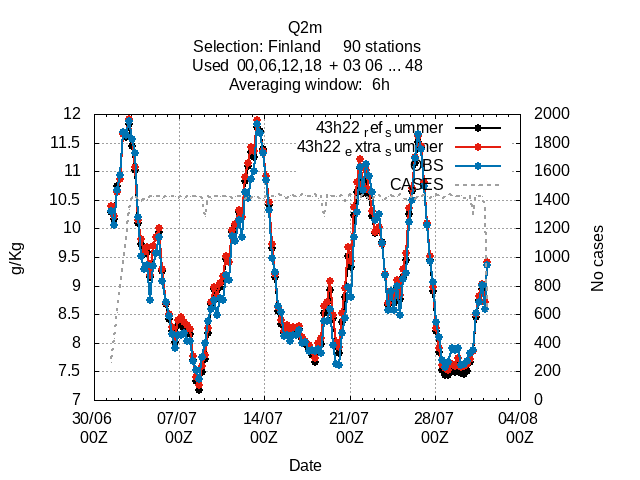 Q2m
Selection: Finland 90 stations
Used 00,06,12,18 + 03 06 ... 48
Averaging window: 6h
g/Kg
12
11.5
11
10.5
10
9.5
9
8.5
8
7.5
7
43h22_ref_summer
43h22_extra_summer
OBS
CASES
2000
1800
1600
1400
1200
1000
800
600
400
200
0
No cases
30/06 07/07 14/07 21/07 28/07 04/08
00Z 00Z 00Z 00Z 00Z 00Z
Date